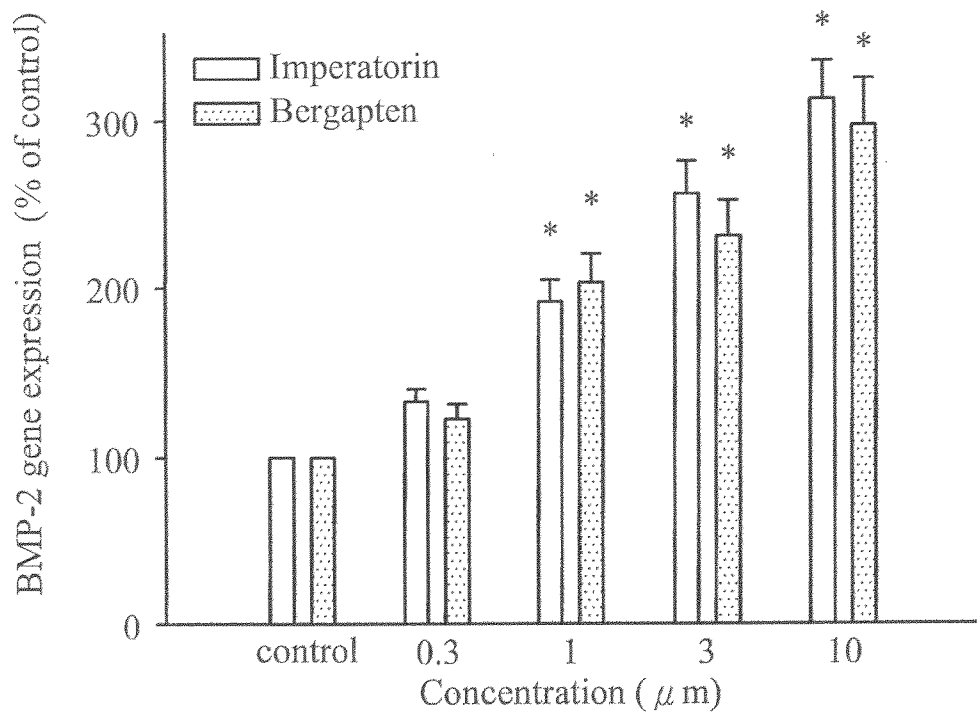 BMP-2 gene expression (% of control)
Imperatorin
Bergapten
300
200
100
0
* * * * * *
control 0.3 1 3 10
Concentration ( μ m)